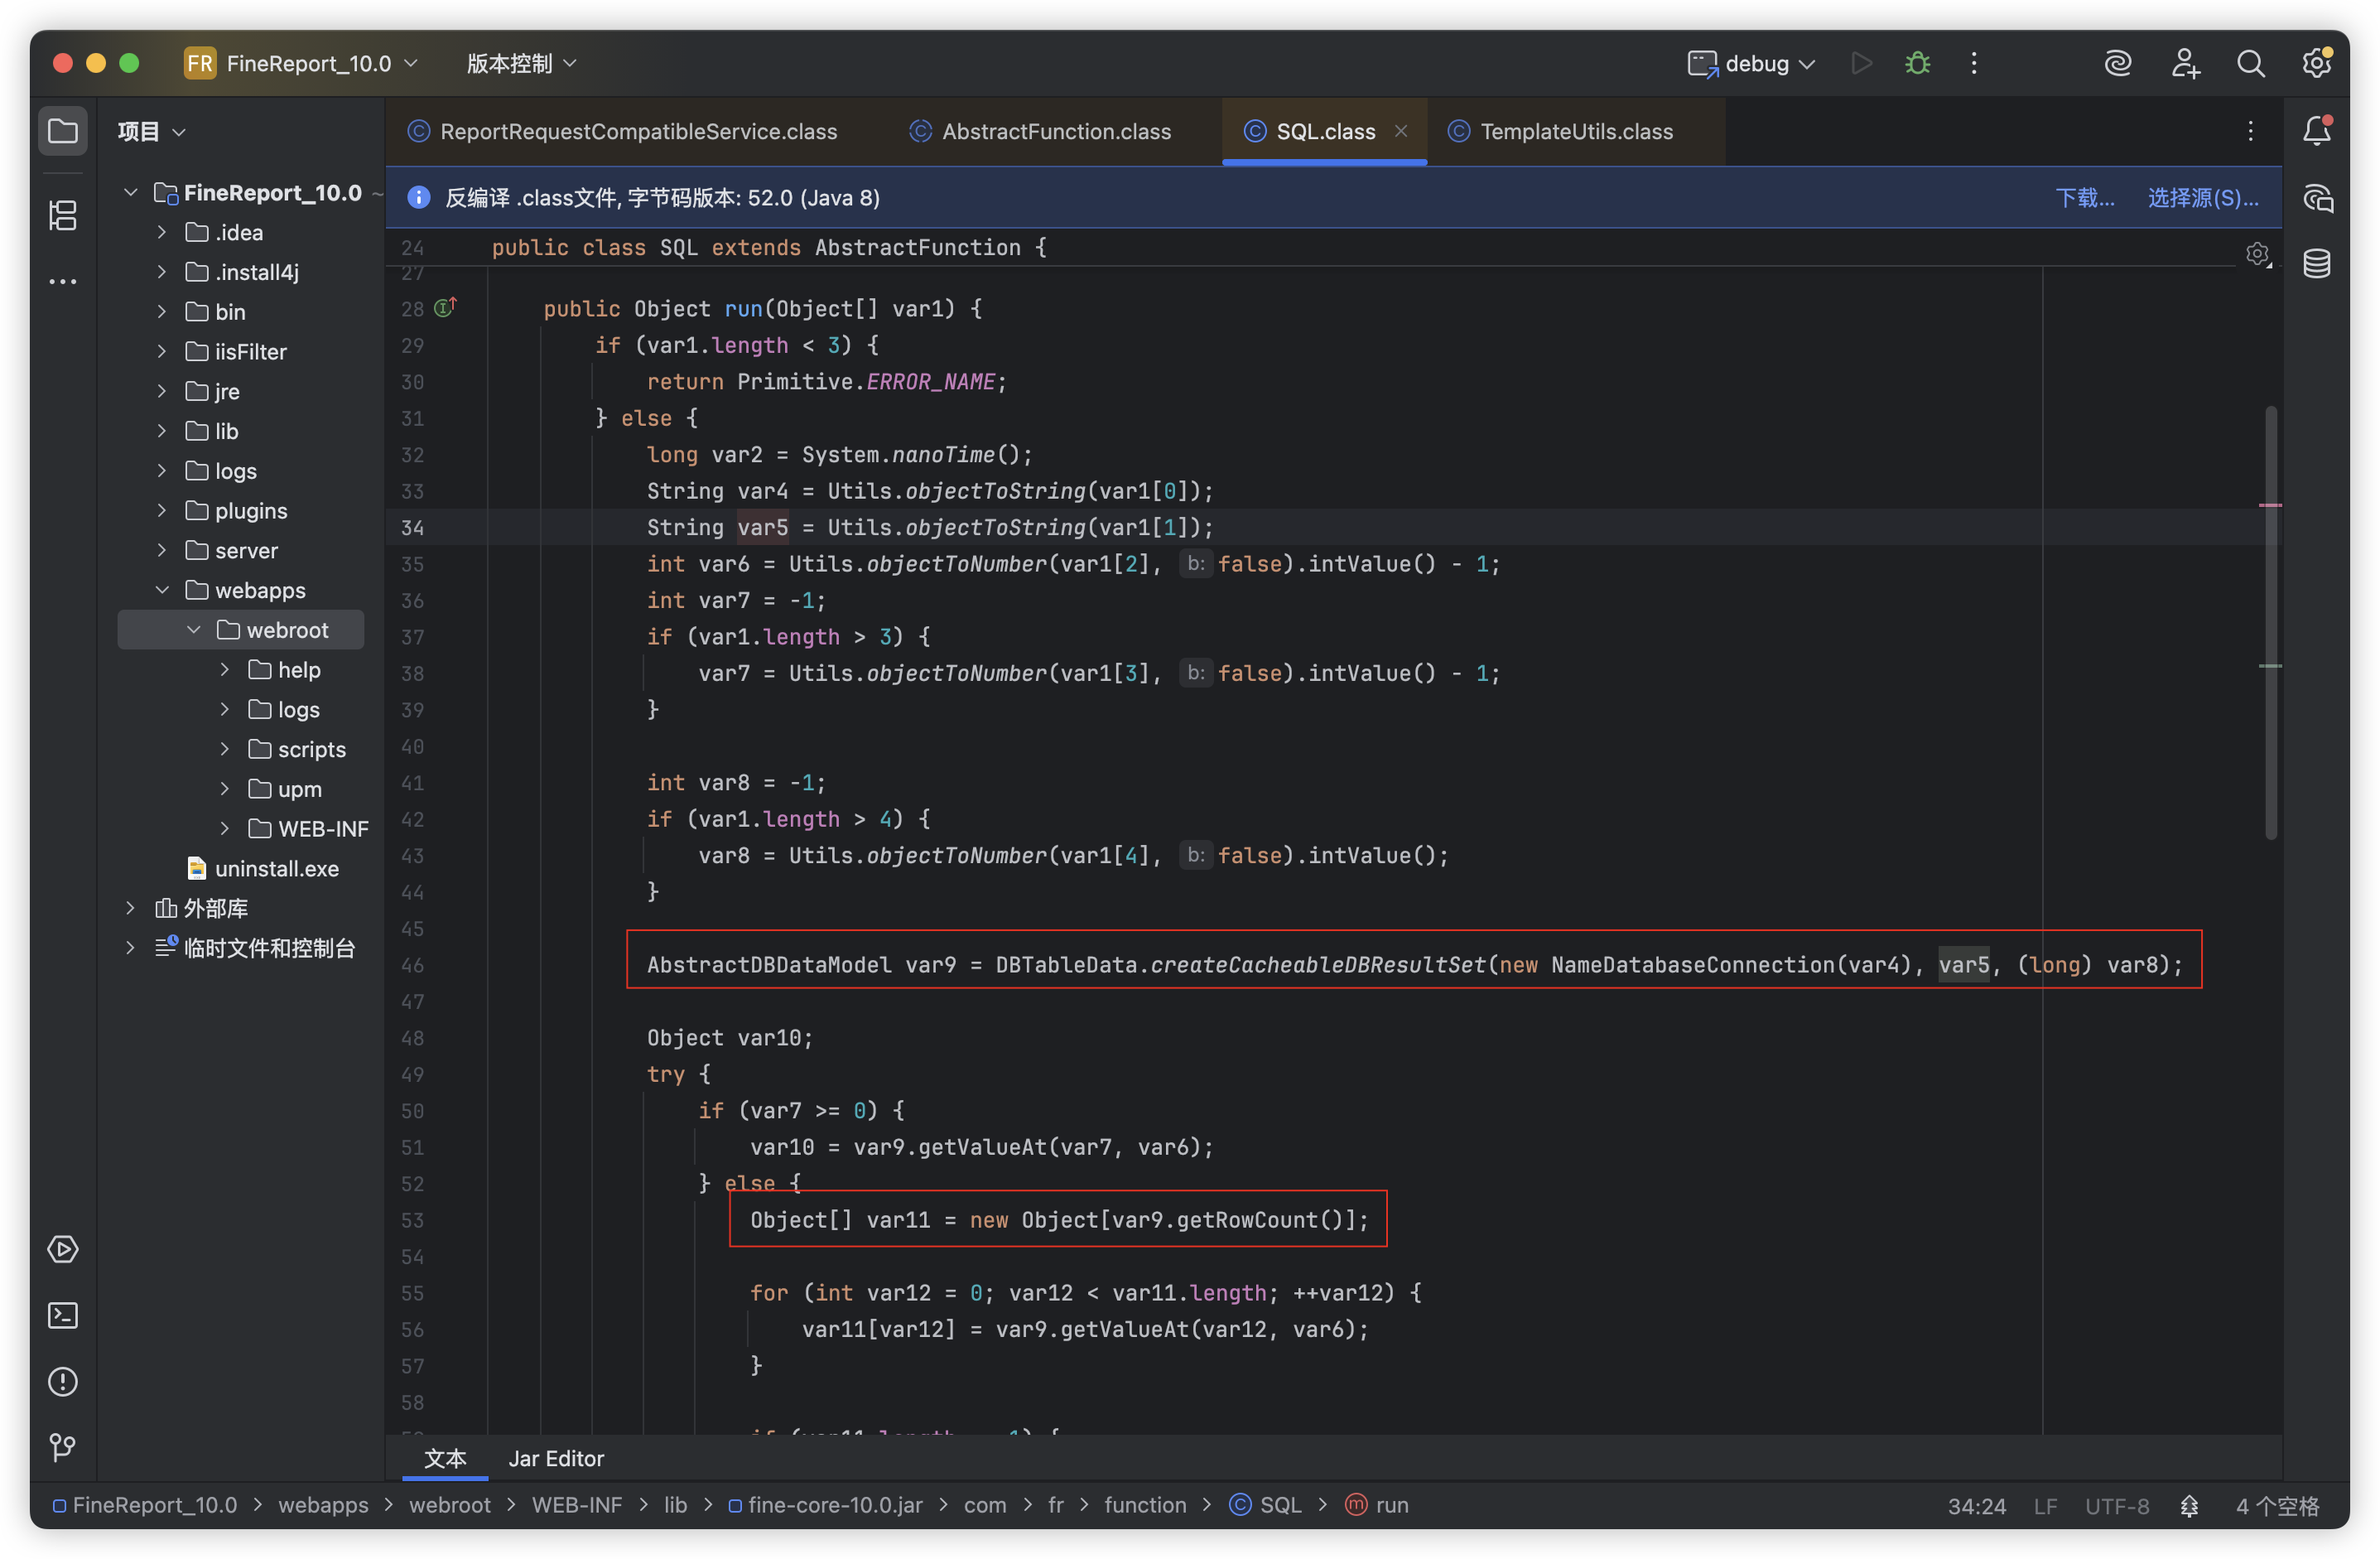 FR FineReport_10.0 版本控制 debug
项目
ReportRequestCompatibleService.class AbstractFunction.class SQL.class TemplateUtils.class
反编译 .class文件, 字节码版本: 52.0 (Java 8) 下载... 选择源(S)...
FineReport_10.0 ~
.idea
.install4j
bin
iisFilter
jre
lib
logs
plugins
server
webapps
webroot
help
logs
scripts
upm
WEB-INF
uninstall.exe
外部库
临时文件和控制台
24 public class SQL extends AbstractFunction {
27
28 public Object run(Object[] var1) {
29 if (var1.length < 3) {
30 return Primitive.ERROR_NAME;
31 } else {
32 long var2 = System.nanoTime();
33 String var4 = Utils.objectToString(var1[0]);
34 String var5 = Utils.objectToString(var1[1]);
35 int var6 = Utils.objectToNumber(var1[2], b: false).intValue() - 1;
36 int var7 = -1;
37 if (var1.length > 3) {
38 var7 = Utils.objectToNumber(var1[3], b: false).intValue() - 1;
39 }
40
41 int var8 = -1;
42 if (var1.length > 4) {
43 var8 = Utils.objectToNumber(var1[4], b: false).intValue();
44 }
45
46 AbstractDBDataModel var9 = DBTableData.createCacheableDBResultSet(new NameDatabaseConnection(var4), var5, (long) var8);
47
48 Object var10;
49 try {
50 if (var7 >= 0) {
51 var10 = var9.getValueAt(var7, var6);
52 } else {
53 Object[] var11 = new Object[var9.getRowCount()];
54
55 for (int var12 = 0; var12 < var11.length; ++var12) {
56 var11[var12] = var9.getValueAt(var12, var6);
57 }
58
文本 Jar Editor
FineReport_10.0 > webapps > webroot > WEB-INF > lib > fine-core-10.0.jar > com > fr > function > SQL > run 34:24 LF UTF-8 4 个空格